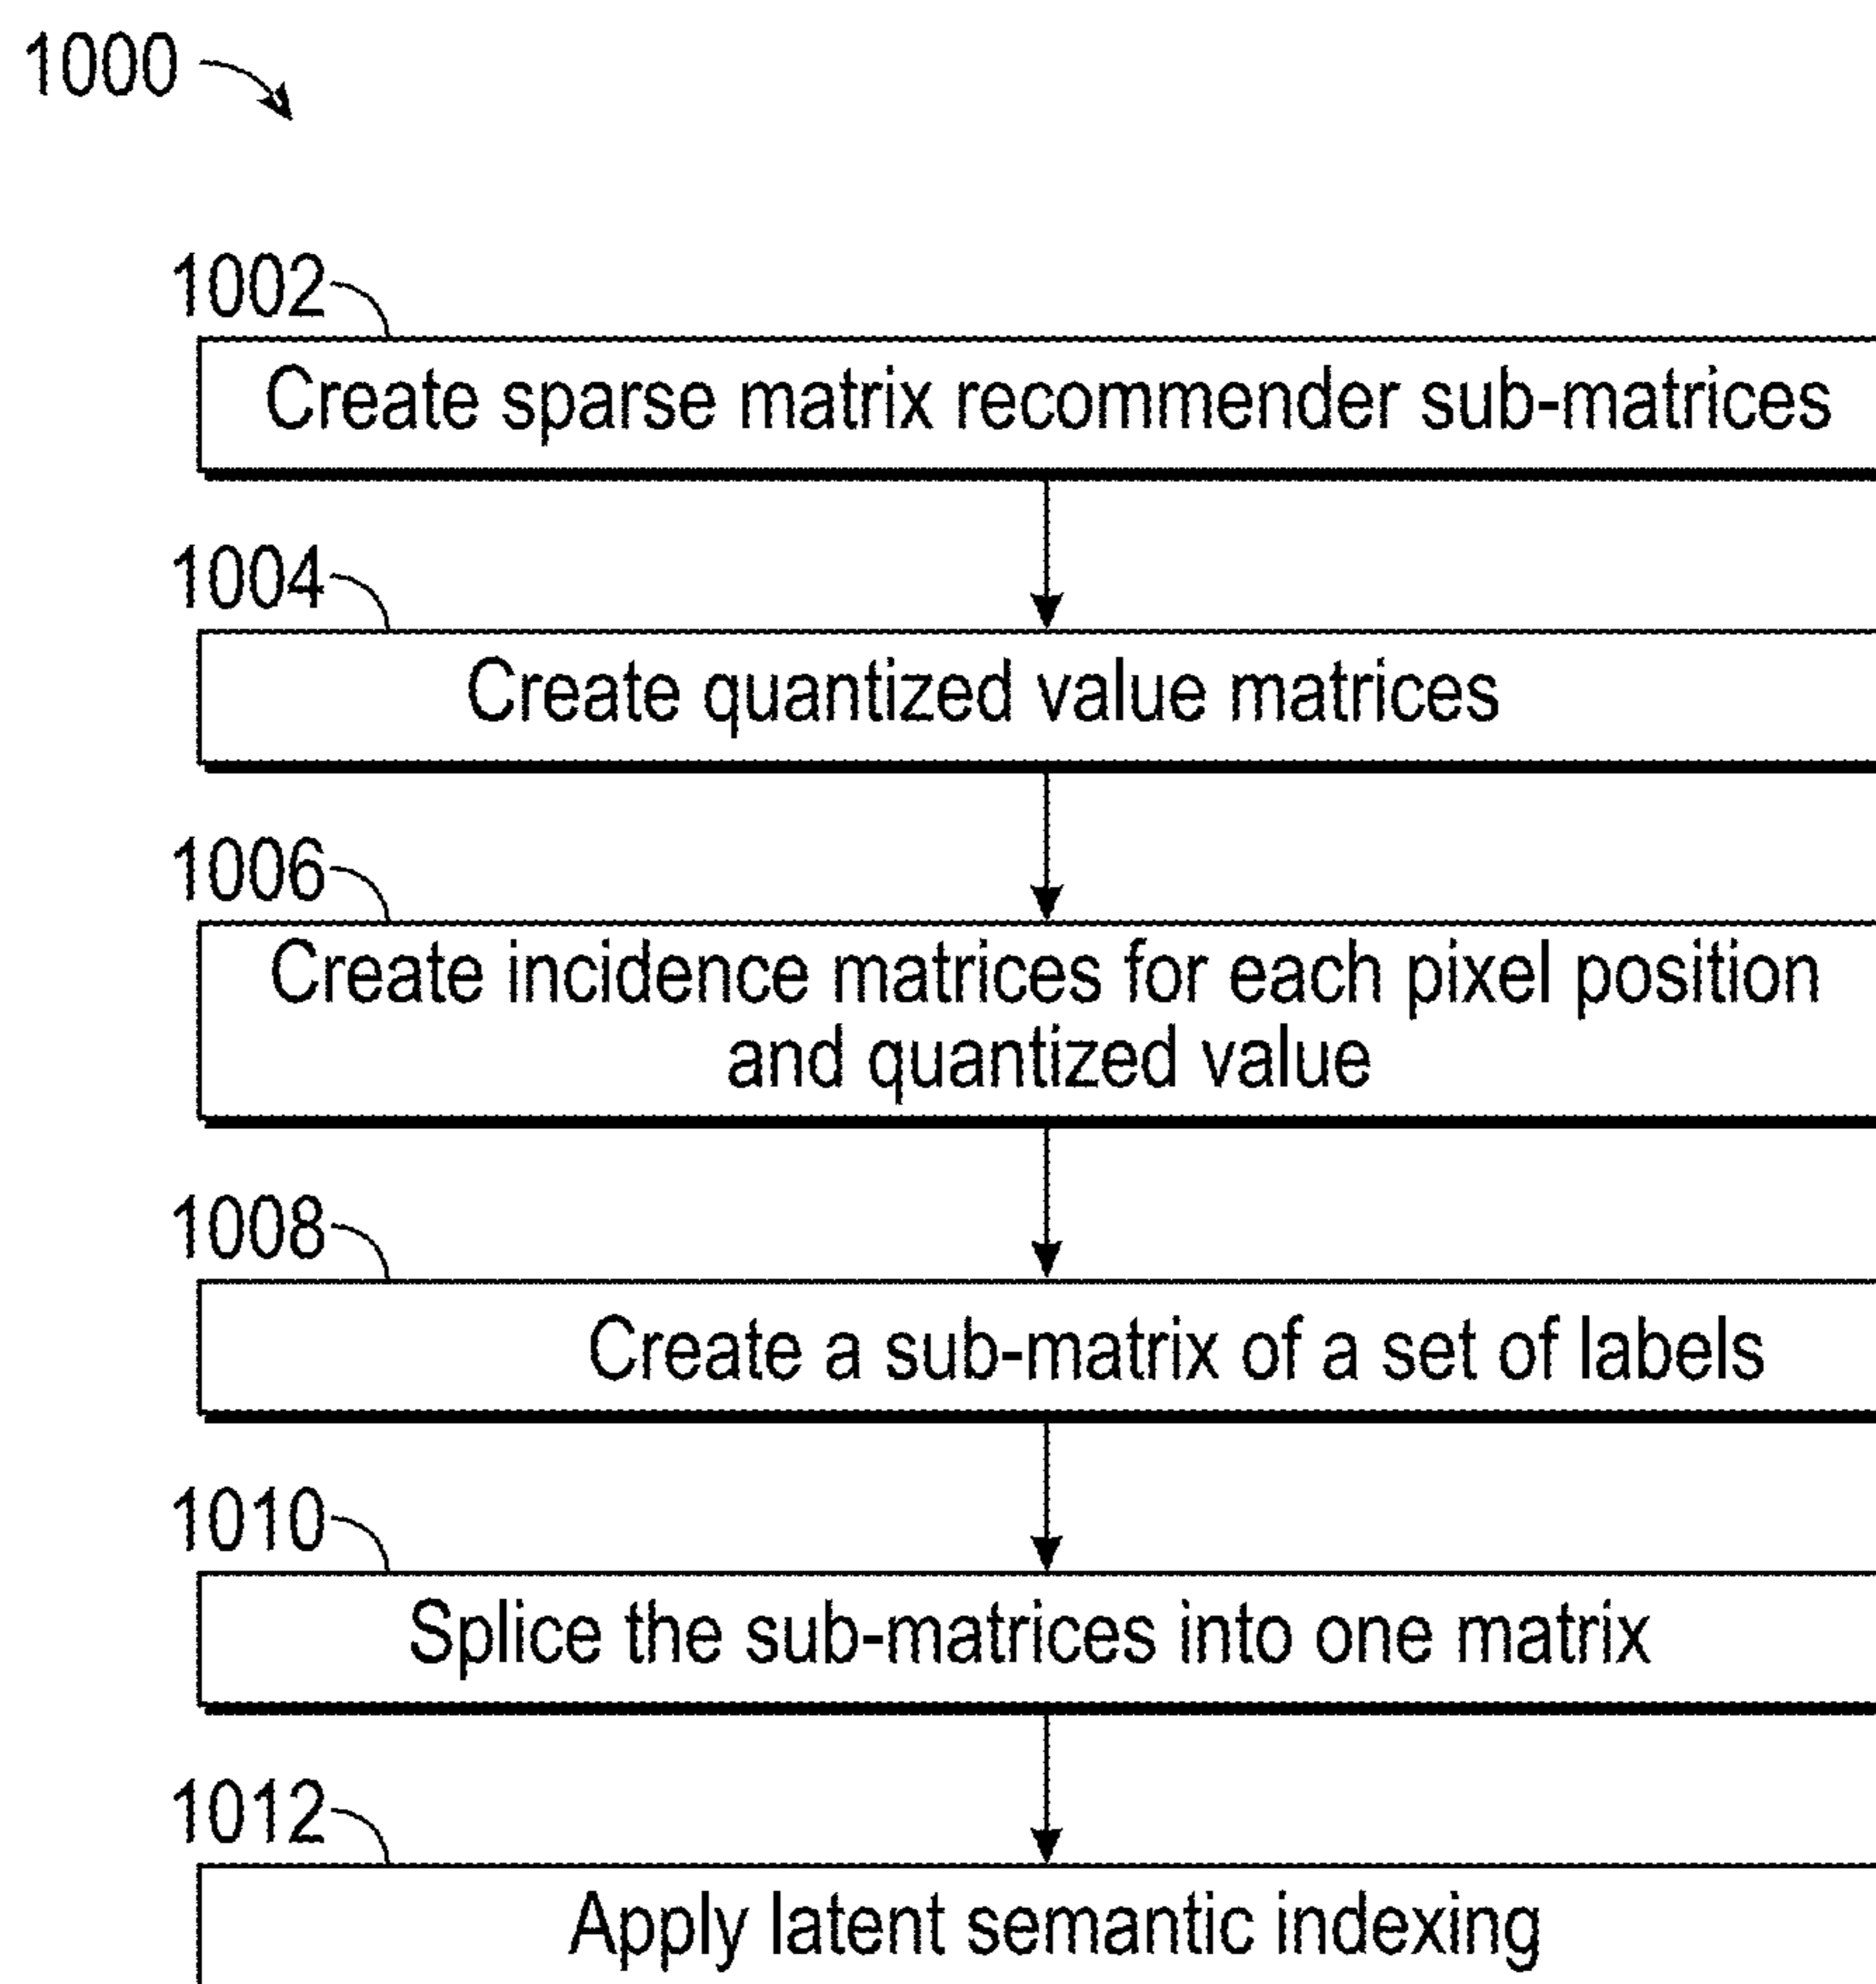 1000
1002
Create sparse matrix recommender sub-matrices
1004
Create quantized value matrices
1006
Create incidence matrices for each pixel position
and quantized value
1008
Create a sub-matrix of a set of labels
1010
Splice the sub-matrices into one matrix
1012
Apply latent semantic indexing